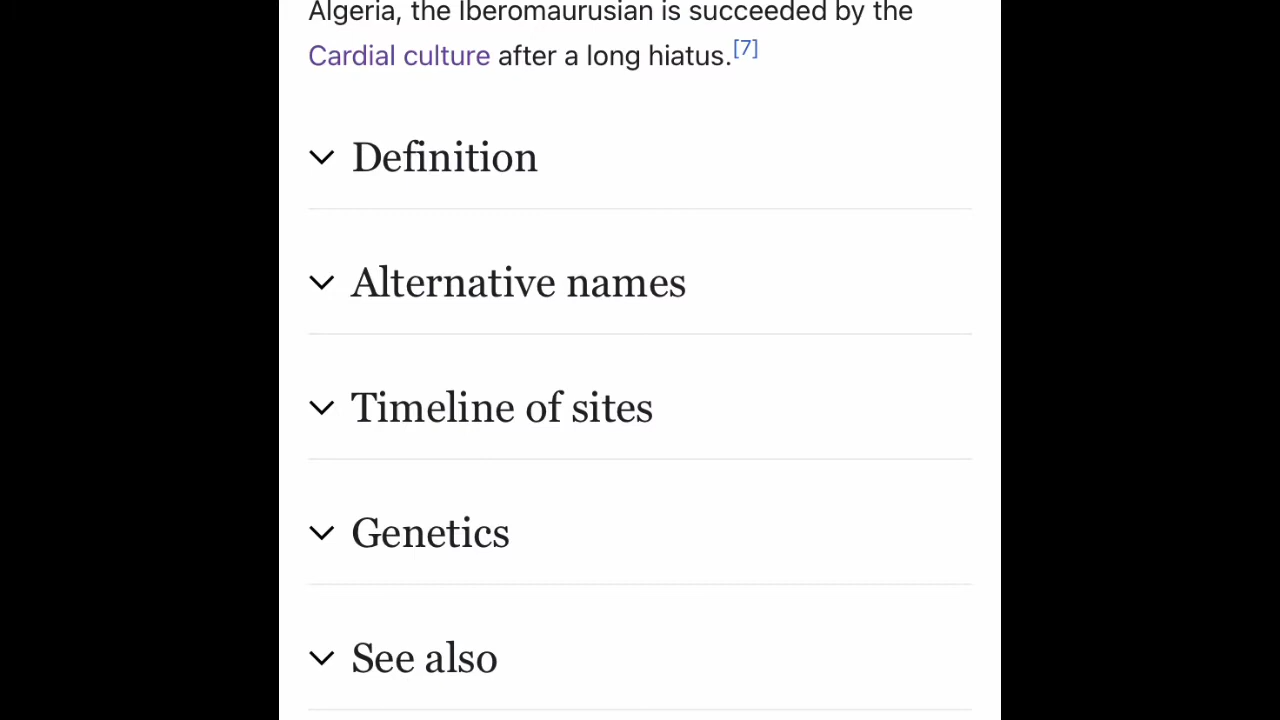 Algeria, the Iberomaurusian is succeeded by the
Cardial culture after a long hiatus.[7]
Definition
Alternative names
Timeline of sites
Genetics
See also